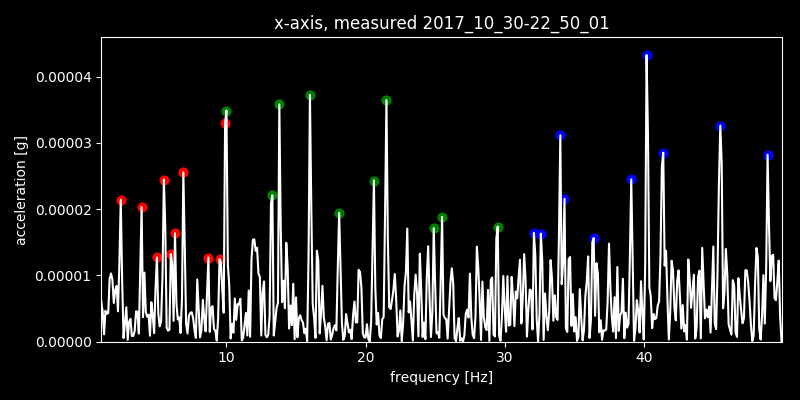 x-axis, measured 2017_10_30-22_50_01
0.00004
0.00003
0.00002
0.00001
0.00000
acceleration [g]
10 20 30 40
frequency [Hz]